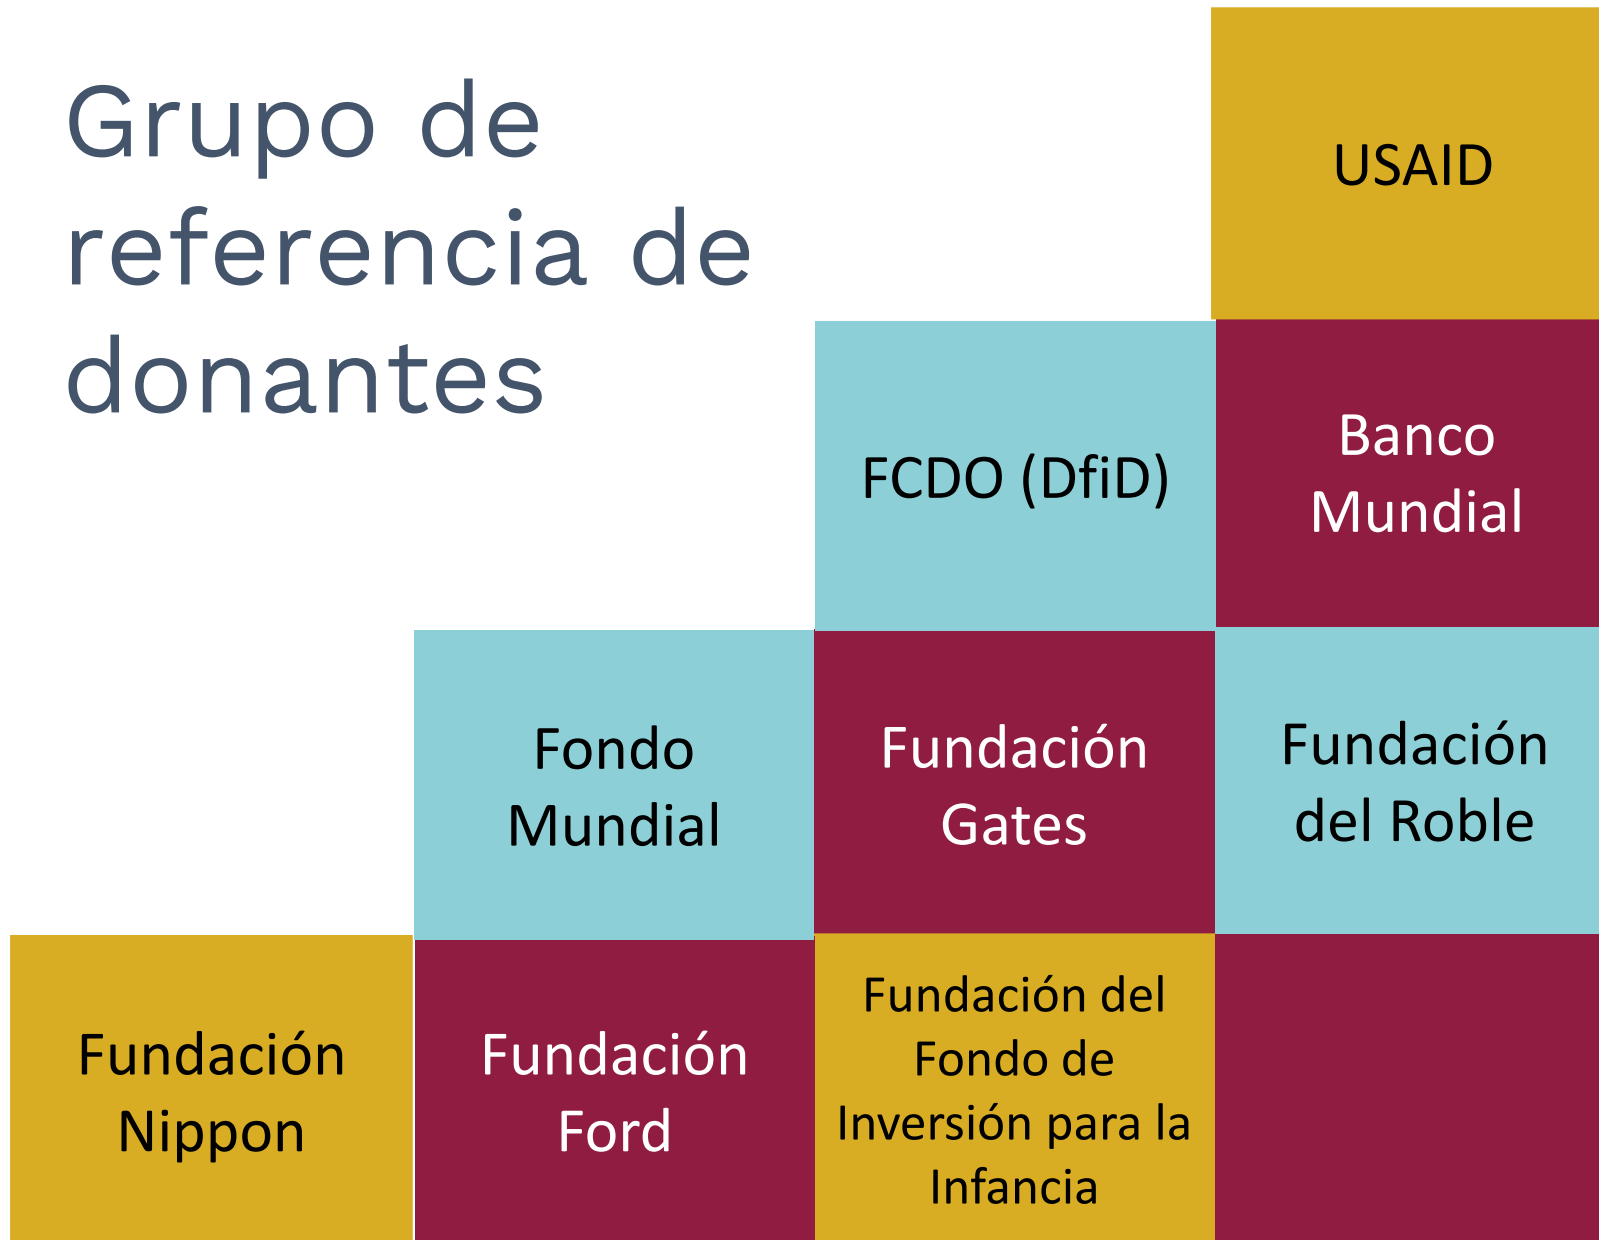 Grupo de
referencia de
donantes
USAID
FCDO (DfiD)
Banco
Mundial
Fondo
Mundial
Fundación
Gates
Fundación
del Roble
Fundación
Nippon
Fundación
Ford
Fundación del
Fondo de
Inversión para la
Infancia